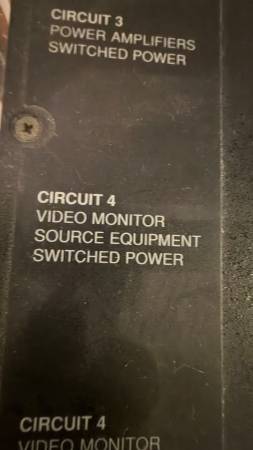 CIRCUIT 3
POWER AMPLIFIERS
SWITCHED POWER
CIRCUIT 4
VIDEO MONITOR
SOURCE EQUIPMENT
SWITCHED POWER
CIRCUIT 4
VIDEO MONITOR